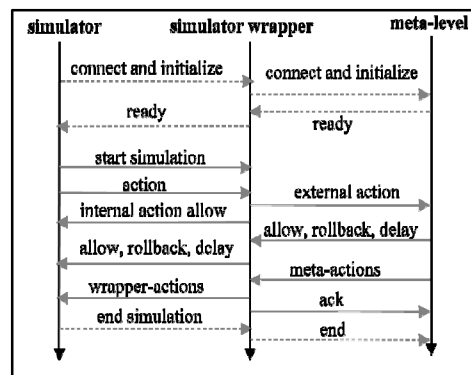 simulator simulator wrapper meta-level
connect and initialize connect and initialize
ready ready
start simulation
action external action
internal action allow allow, rollback, delay
allow, rollback, delay meta-actions
wrapper-actions ack
end simulation end